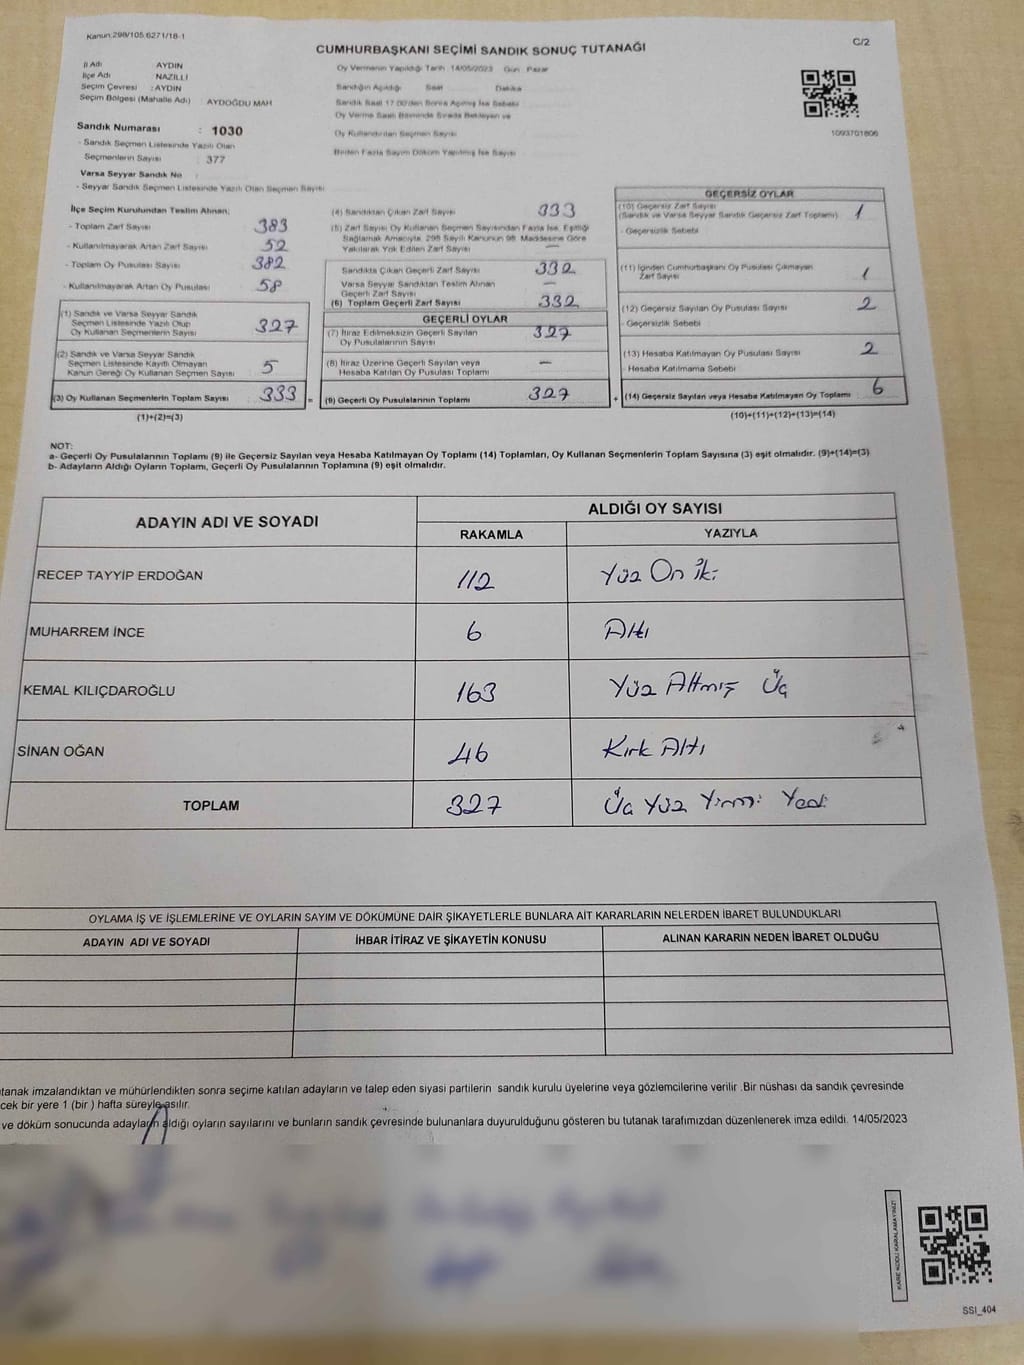 Kanun:298/105.6271/18-1
CUMHURBAŞKANI SEÇİMİ SANDIK SONUÇ TUTANAĞI
C/2
İl Adı AYDIN
İlçe Adı NAZİLLİ
Seçim Çevresi : AYDIN
Seçim Bölgesi (Mahalle Adı) : AYDOĞDU MAH
Oy Vermenin Yapıldığı Tarih 14/05/2023 Gün Pazar
Sandığın Açıldığı Saat Dakika
Sandık Saat 17.00'den Sonra Açılmış İse Sebebi
Oy Verme Saati Bitiminde Sırada Bekleyen ve
Oy Kullandırılan Seçmen Sayısı
Birden Fazla Sayım Döküm Yapılmış İse Sayısı
1093701806
Sandık Numarası : 1030
- Sandık Seçmen Listesinde Yazılı Olan
Seçmenlerin Sayısı : 377
Varsa Seyyar Sandık No :
- Seyyar Sandık Seçmen Listesinde Yazılı Olan Seçmen Sayısı
İlçe Seçim Kurulundan Teslim Alınan;
- Toplam Zarf Sayısı : 383
- Kullanılmayarak Artan Zarf Sayısı : 52
- Toplam Oy Pusulası Sayısı : 382
- Kullanılmayarak Artan Oy Pusulası : 58
(1) Sandık ve Varsa Seyyar Sandık
Seçmen Listesinde Yazılı Olup
Oy Kullanan Seçmenlerin Sayısı : 327
(2) Sandık ve Varsa Seyyar Sandık
Seçmen Listesinde Kayıtlı Olmayan
Kanun Gereği Oy Kullanan Seçmen Sayısı : 5
(3) Oy Kullanan Seçmenlerin Toplam Sayısı : 333 =
(1)+(2)=(3)
(4) Sandıktan Çıkan Zarf Sayısı : 333
(5) Zarf Sayısı Oy Kullanan Seçmen Sayısından Fazla İse, Eşitliği
Sağlamak Amacıyla, 298 Sayılı Kanunun 98. Maddesine Göre
Yakılarak Yok Edilen Zarf Sayısı : —
Sandıkta Çıkan Geçerli Zarf Sayısı : 332
Varsa Seyyar Sandıktan Teslim Alınan
Geçerli Zarf Sayısı : —
(6) Toplam Geçerli Zarf Sayısı : 332
GEÇERLİ OYLAR
(7) İtiraz Edilmeksizin Geçerli Sayılan
Oy Pusulalarının Sayısı : 327
(8) İtiraz Üzerine Geçerli Sayılan veya
Hesaba Katılan Oy Pusulası Toplamı : —
(9) Geçerli Oy Pusulalarının Toplamı : 327 +
GEÇERSİZ OYLAR
(10) Geçersiz Zarf Sayısı
(Sandık ve Varsa Seyyar Sandık Geçersiz Zarf Toplamı) : 1
- Geçersizlik Sebebi
(11) İçinden Cumhurbaşkanı Oy Pusulası Çıkmayan
Zarf Sayısı : 1
(12) Geçersiz Sayılan Oy Pusulası Sayısı : 2
- Geçersizlik Sebebi
(13) Hesaba Katılmayan Oy Pusulası Sayısı : 2
- Hesaba Katılmama Sebebi
(14) Geçersiz Sayılan veya Hesaba Katılmayan Oy Toplamı : 6
(10)+(11)+(12)+(13)=(14)
NOT:
a- Geçerli Oy Pusulalarının Toplamı (9) ile Geçersiz Sayılan veya Hesaba Katılmayan Oy Toplamı (14) Toplamları, Oy Kullanan Seçmenlerin Toplam Sayısına (3) eşit olmalıdır. (9)+(14)=(3)
b- Adayların Aldığı Oyların Toplamı, Geçerli Oy Pusulalarının Toplamına (9) eşit olmalıdır.
ADAYIN ADI VE SOYADI
ALDIĞI OY SAYISI
RAKAMLA YAZIYLA
RECEP TAYYİP ERDOĞAN 112 Yüz On İki
MUHARREM İNCE 6 Altı
KEMAL KILIÇDAROĞLU 163 Yüz Altmış Üç
SİNAN OĞAN 46 Kırk Altı
TOPLAM 327 Üç Yüz Yirmi Yedi
OYLAMA İŞ VE İŞLEMLERİNE VE OYLARIN SAYIM VE DÖKÜMÜNE DAİR ŞİKAYETLERLE BUNLARA AİT KARARLARIN NELERDEN İBARET BULUNDUKLARI
ADAYIN ADI VE SOYADI İHBAR İTİRAZ VE ŞİKAYETİN KONUSU ALINAN KARARIN NEDEN İBARET OLDUĞU
utanak imzalandıktan ve mühürlendikten sonra seçime katılan adayların ve talep eden siyasi partilerin sandık kurulu üyelerine veya gözlemcilerine verilir .Bir nüshası da sandık çevresinde
cek bir yere 1 (bir ) hafta süreyle asılır.
ve döküm sonucunda adayların aldığı oyların sayılarını ve bunların sandık çevresinde bulunanlara duyurulduğunu gösteren bu tutanak tarafımızdan düzenlenerek imza edildi. 14/05/2023
KARE KODU KARALAMAYINIZ!
SSI_404